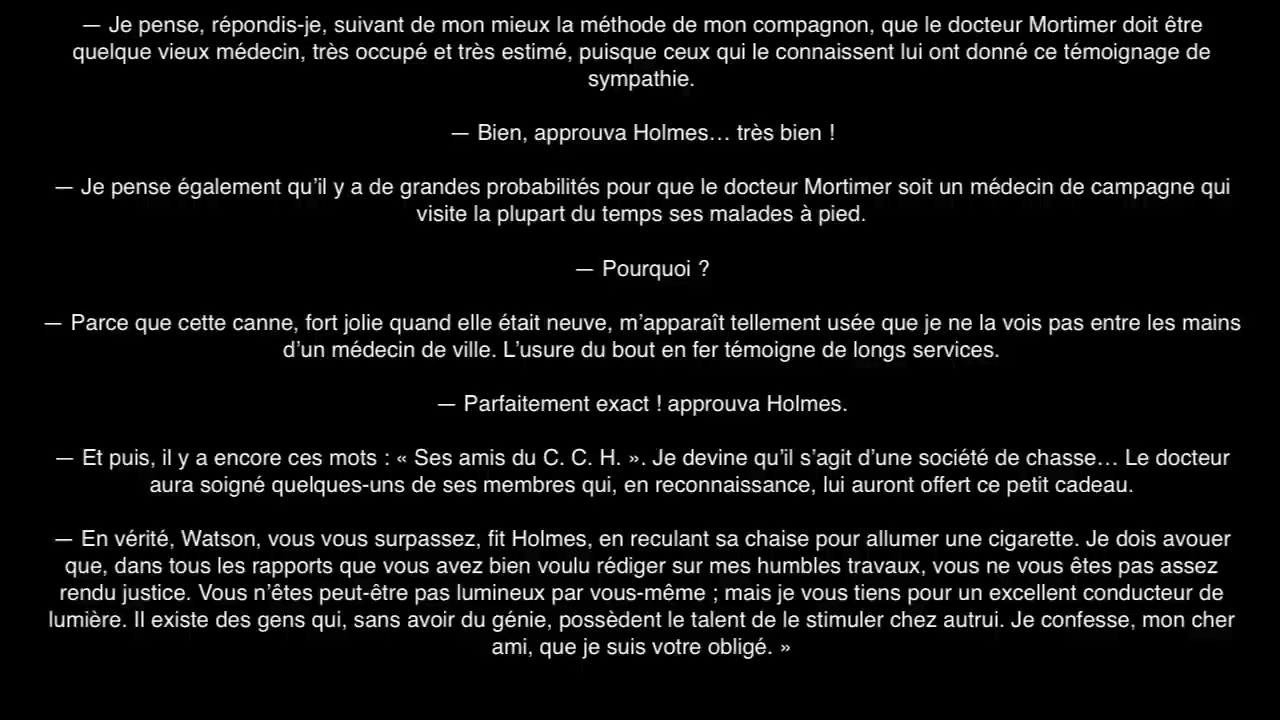 — Je pense, répondis-je, suivant de mon mieux la méthode de mon compagnon, que le docteur Mortimer doit être
quelque vieux médecin, très occupé et très estimé, puisque ceux qui le connaissent lui ont donné ce témoignage de
sympathie.
— Bien, approuva Holmes… très bien !
— Je pense également qu’il y a de grandes probabilités pour que le docteur Mortimer soit un médecin de campagne qui
visite la plupart du temps ses malades à pied.
— Pourquoi ?
— Parce que cette canne, fort jolie quand elle était neuve, m’apparaît tellement usée que je ne la vois pas entre les mains
d’un médecin de ville. L’usure du bout en fer témoigne de longs services.
— Parfaitement exact ! approuva Holmes.
— Et puis, il y a encore ces mots : « Ses amis du C. C. H. ». Je devine qu’il s’agit d’une société de chasse… Le docteur
aura soigné quelques-uns de ses membres qui, en reconnaissance, lui auront offert ce petit cadeau.
— En vérité, Watson, vous vous surpassez, fit Holmes, en reculant sa chaise pour allumer une cigarette. Je dois avouer
que, dans tous les rapports que vous avez bien voulu rédiger sur mes humbles travaux, vous ne vous êtes pas assez
rendu justice. Vous n’êtes peut-être pas lumineux par vous-même ; mais je vous tiens pour un excellent conducteur de
lumière. Il existe des gens qui, sans avoir du génie, possèdent le talent de le stimuler chez autrui. Je confesse, mon cher
ami, que je suis votre obligé. »